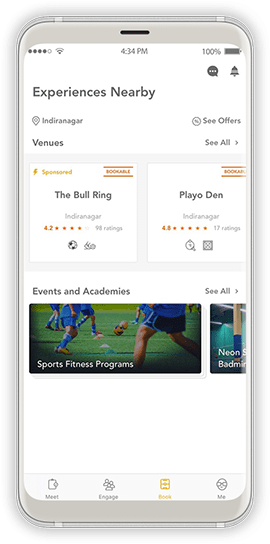 4:34 PM 100%
Experiences Nearby
Indiranagar See Offers
Venues See All >
Sponsored BOOKABLE BOOKABLE
The Bull Ring Playo Den
Indiranagar Indiranagar
4.2 ★ ★ ★ ★ ☆ 98 ratings 4.8 ★ ★ ★ ★ ★ 17 ratings
Events and Academies See All >
Sports Fitness Programs
Neon S
Badmin
Meet Engage Book Me